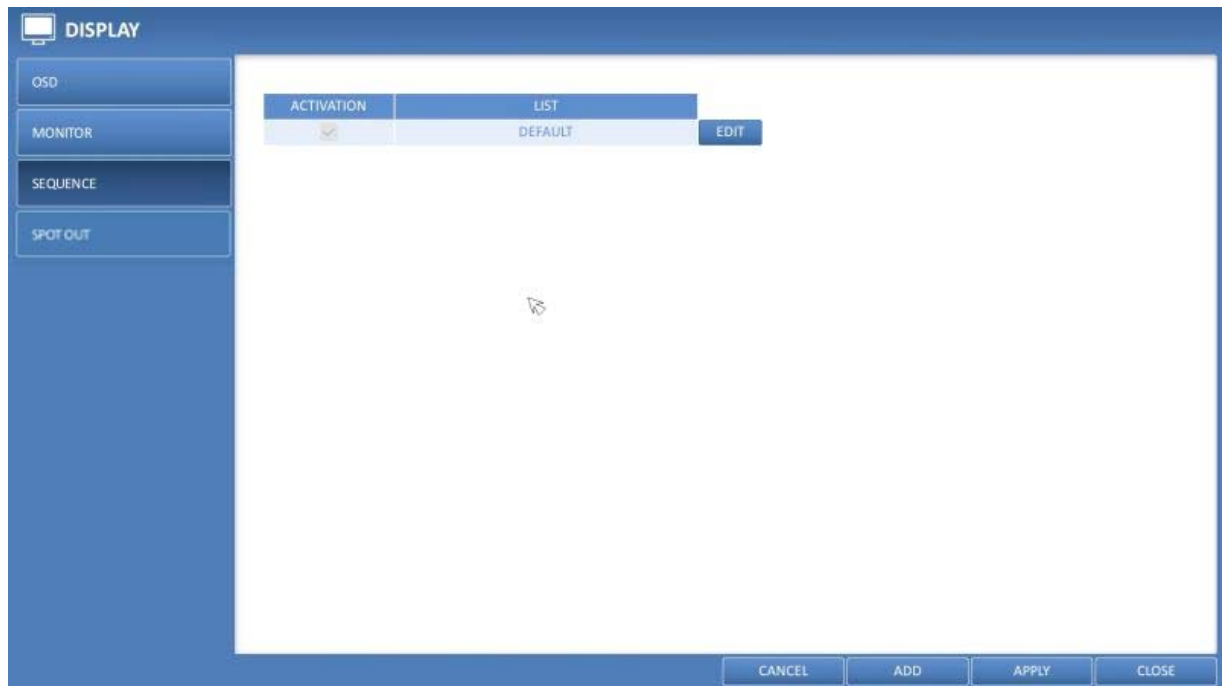 DISPLAY
OSD
MONITOR
SEQUENCE
SPOT OUT
ACTIVATION LIST
DEFAULT EDIT
CANCEL ADD APPLY CLOSE